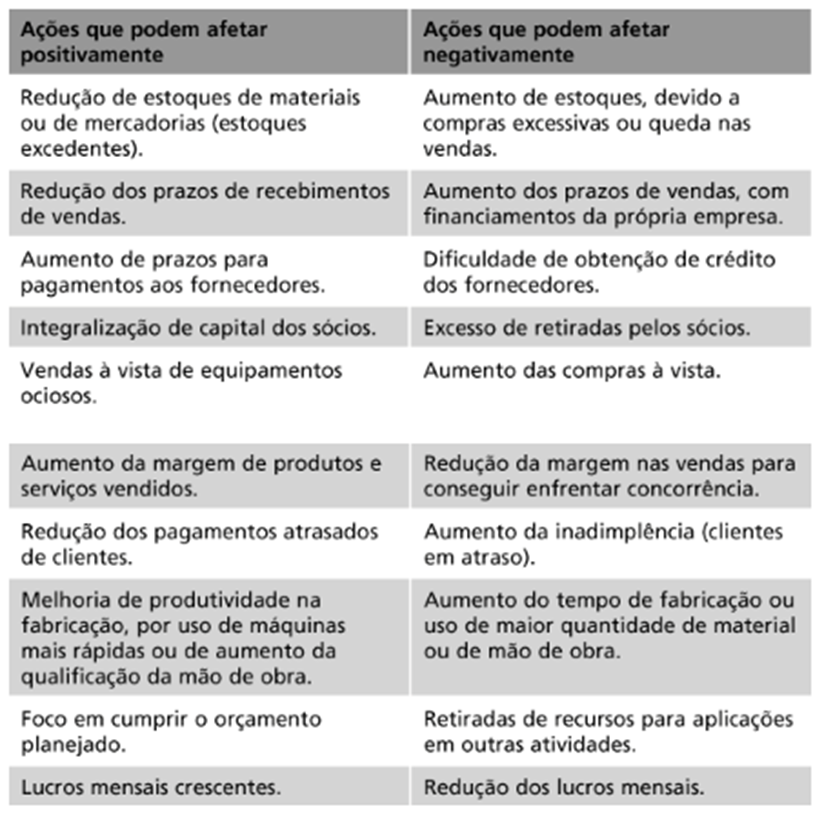 Ações que podem afetar
positivamente
Ações que podem afetar
negativamente
Redução de estoques de materiais
ou de mercadorias (estoques
excedentes).
Aumento de estoques, devido a
compras excessivas ou queda nas
vendas.
Redução dos prazos de recebimentos
de vendas.
Aumento dos prazos de vendas, com
financiamentos da própria empresa.
Aumento de prazos para
pagamentos aos fornecedores.
Dificuldade de obtenção de crédito
dos fornecedores.
Integralização de capital dos sócios.
Excesso de retiradas pelos sócios.
Vendas à vista de equipamentos
ociosos.
Aumento das compras à vista.
Aumento da margem de produtos e
serviços vendidos.
Redução da margem nas vendas para
conseguir enfrentar concorrência.
Redução dos pagamentos atrasados
de clientes.
Aumento da inadimplência (clientes
em atraso).
Melhoria de produtividade na
fabricação, por uso de máquinas
mais rápidas ou de aumento da
qualificação da mão de obra.
Aumento do tempo de fabricação ou
uso de maior quantidade de material
ou de mão de obra.
Foco em cumprir o orçamento
planejado.
Retiradas de recursos para aplicações
em outras atividades.
Lucros mensais crescentes.
Redução dos lucros mensais.